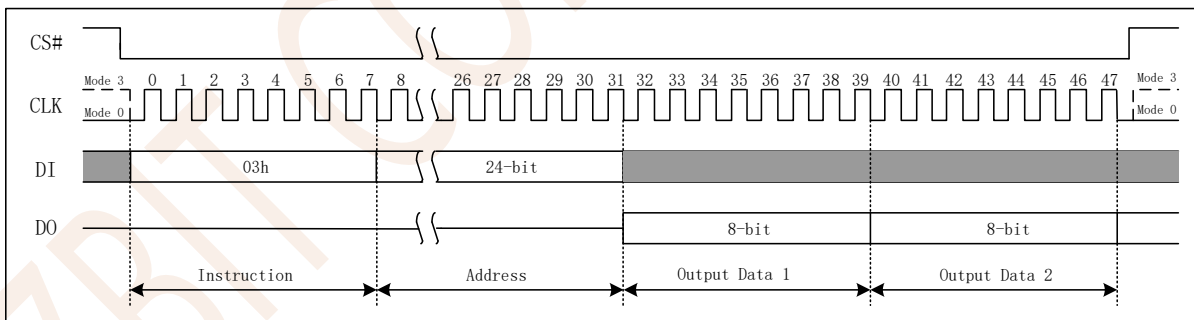 CS#
Mode 3 0 1 2 3 4 5 6 7 8 26 27 28 29 30 31 32 33 34 35 36 37 38 39 40 41 42 43 44 45 46 47 Mode 3
CLK
Mode 0 Mode 0
DI 03h 24-bit
DO 8-bit 8-bit
Instruction Address Output Data 1 Output Data 2